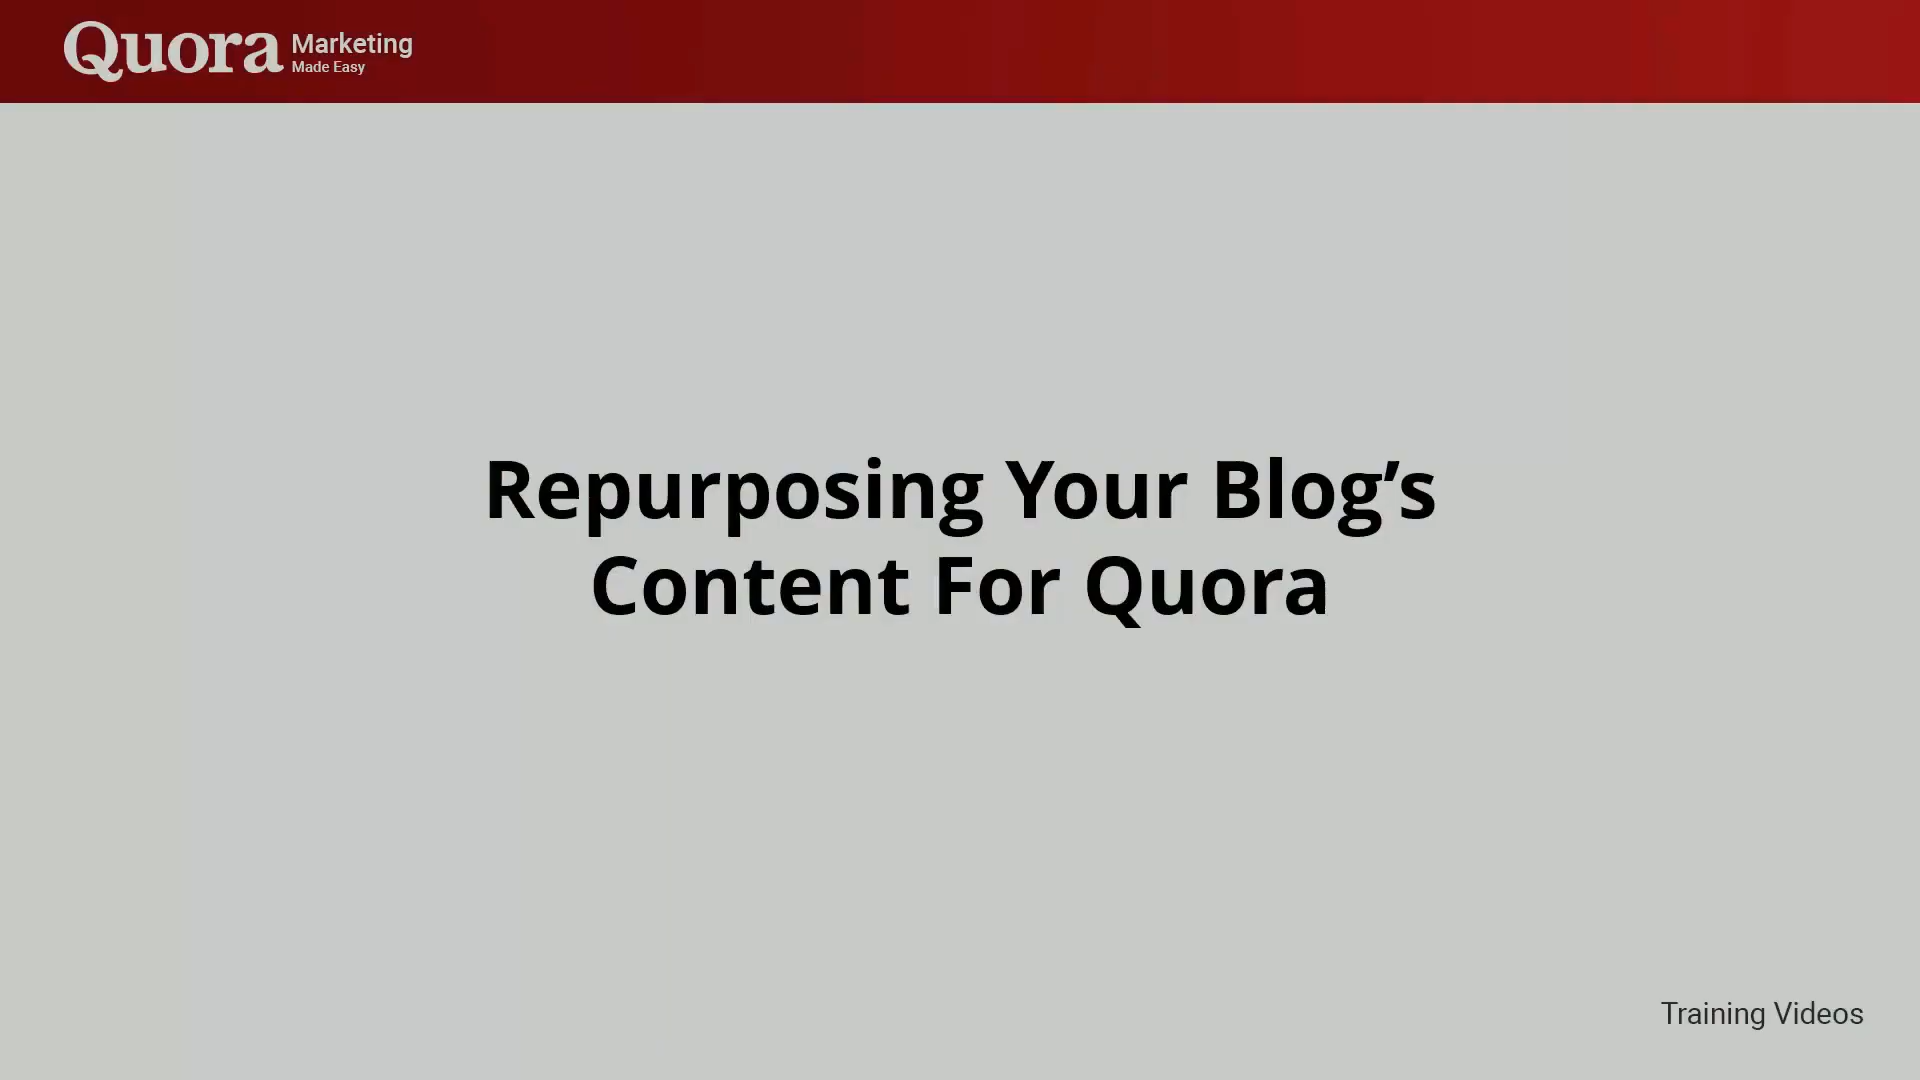 Quora Marketing
Made Easy
Repurposing Your Blog’s
Content For Quora
Training Videos